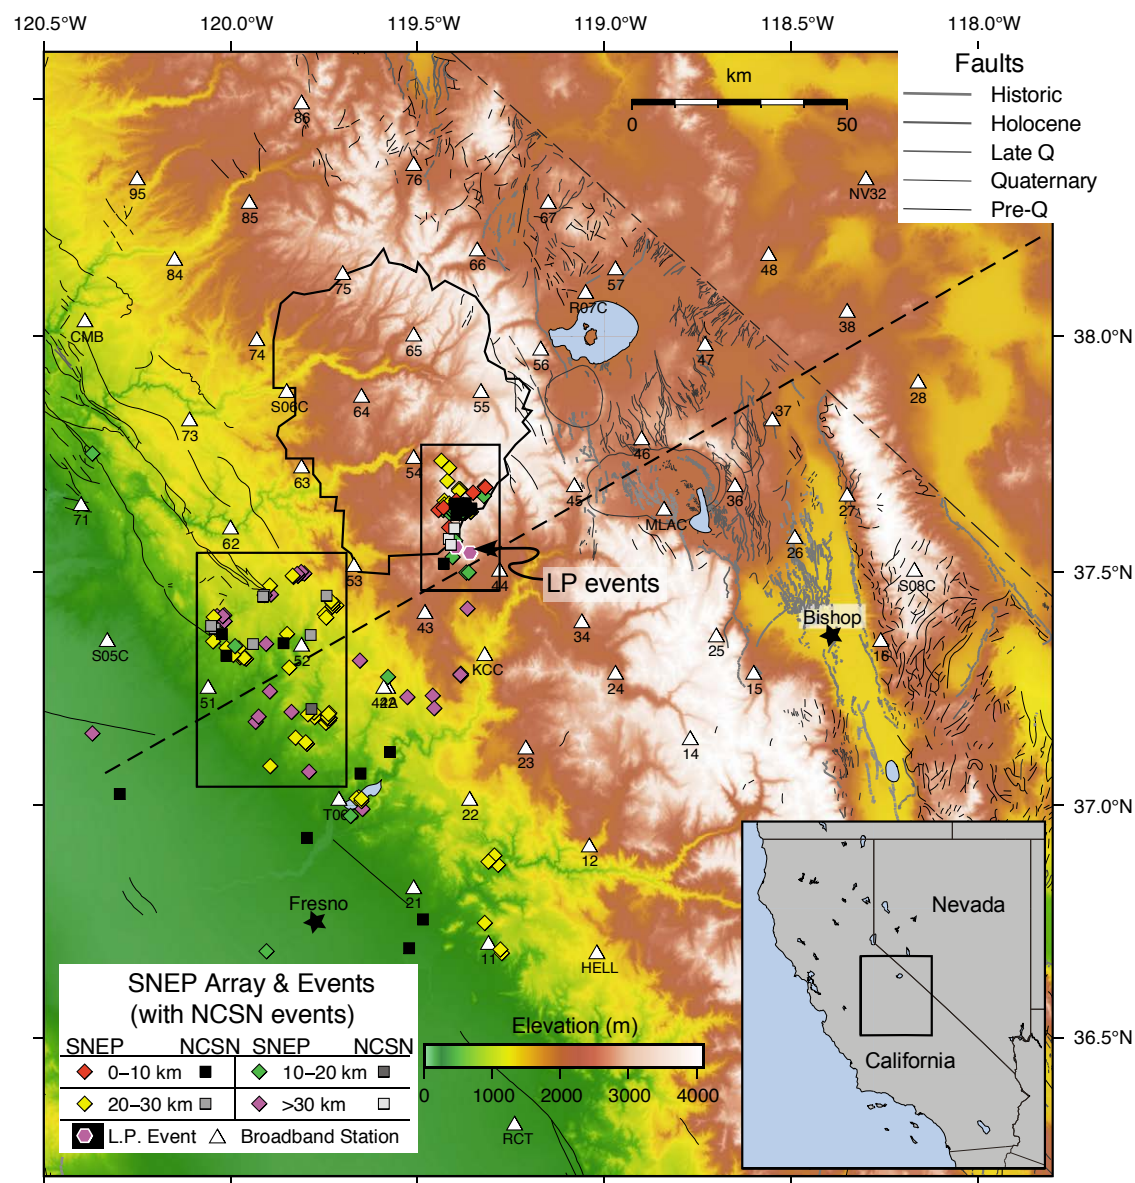 120.5°W 120.0°W 119.5°W 119.0°W 118.5°W 118.0°W
Faults
Historic
Holocene
Late Q
Quaternary
Pre-Q
km
0 50
86
76
95
85
67
NV32
66
84
75
57
48
R07C
CMB
38
74
65
56
47
38.0°N
28
S06C
64
55
73
37
46
54
63
45
36
27
71
MLAC
62
26
53
44
37.5°N
S08C
LP events
43
34
Bishop
S05C
52
KCC
25
16
51
24
15
14
23
22
37.0°N
12
21
Fresno
11
HELL
36.5°N
RCT
SNEP Array & Events
(with NCSN events)
SNEP NCSN SNEP NCSN
0–10 km 10–20 km
20–30 km >30 km
L.P. Event Broadband Station
Elevation (m)
0 1000 2000 3000 4000
Nevada
California